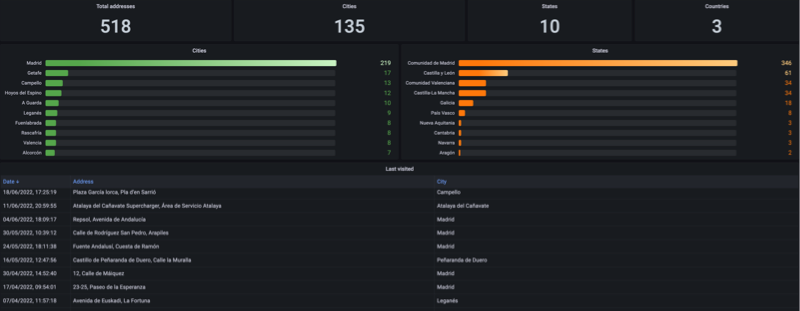 Total addresses Cities States Countries
518 135 10 3
Cities States
Madrid 219 Comunidad de Madrid 346
Getafe 17 Castilla y León 61
Campello 13 Comunidad Valenciana 34
Hoyos del Espino 12 Castilla-La Mancha 34
A Guarda 10 Galicia 18
Leganés 9 País Vasco 8
Fuenlabrada 8 Nueva Aquitania 3
Rascafría 8 Cantabria 3
Valencia 8 Navarra 3
Alcorcón 7 Aragón 2
Last visited
Date Address City
18/06/2022, 17:25:19 Plaza García lorca, Pla d'en Sarrió Campello
11/06/2022, 20:59:55 Atalaya del Cañavate Supercharger, Área de Servicio Atalaya Atalaya del Cañavate
04/06/2022, 18:09:17 Repsol, Avenida de Andalucía Madrid
30/05/2022, 10:39:12 Calle de Rodríguez San Pedro, Arapiles Madrid
24/05/2022, 18:11:38 Fuente Andalusí, Cuesta de Ramón Madrid
16/05/2022, 12:47:56 Castillo de Peñaranda de Duero, Calle la Muralla Peñaranda de Duero
30/04/2022, 14:52:40 12, Calle de Máiquez Madrid
17/04/2022, 09:54:01 23-25, Paseo de la Esperanza Madrid
07/04/2022, 11:57:18 Avenida de Euskadi, La Fortuna Leganés